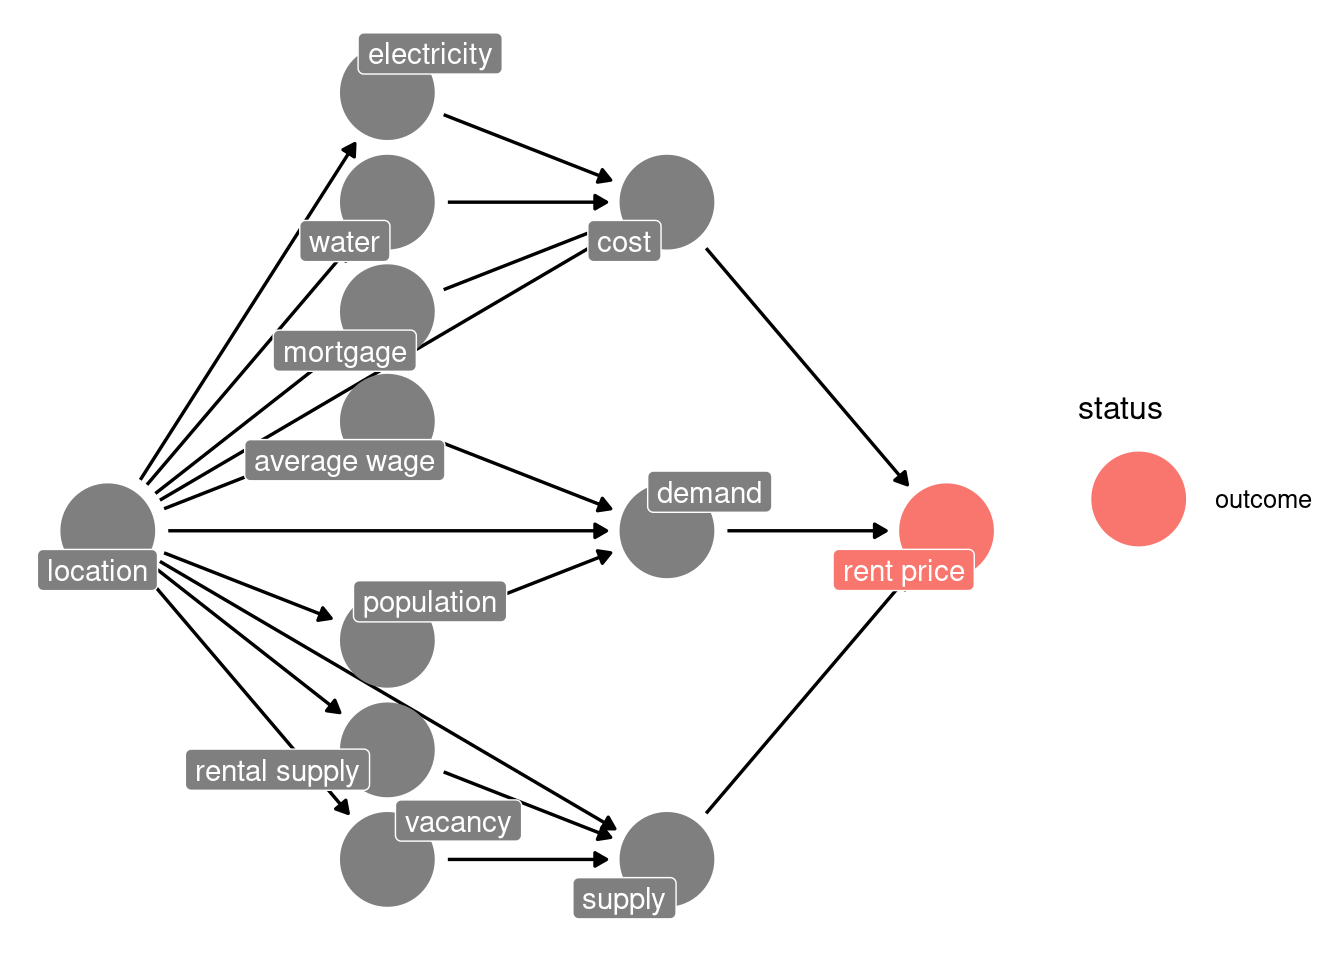 electricity
water
cost
mortgage
status
average wage
demand
outcome
location
rent price
population
rental supply
vacancy
supply